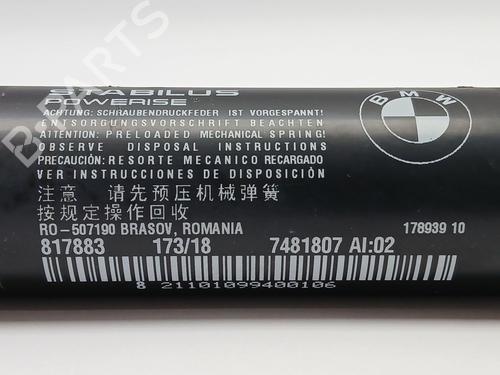 STABILUS
POWERISE
ACHTUNG: SCHRAUBENDRUCKFEDER IST VORGESPANNT!
ENTSORGUNGSVORSCHRIFT BEACHTEN
ATTENTION: PRELOADED MECHANICAL SPRING!
OBSERVE DISPOSAL INSTRUCTIONS
PRECAUCIÓN: RESORTE MECANICO RECARGADO
VER INSTRUCCIONES DE DISPOSICIÓN
注意 请先预压机械弹簧
按规定操作回收
RO-507190 BRASOV, ROMANIA
817883 173/18 7481807 AI:02
178939 10
8 21101099400106
BMW
B-PARTS